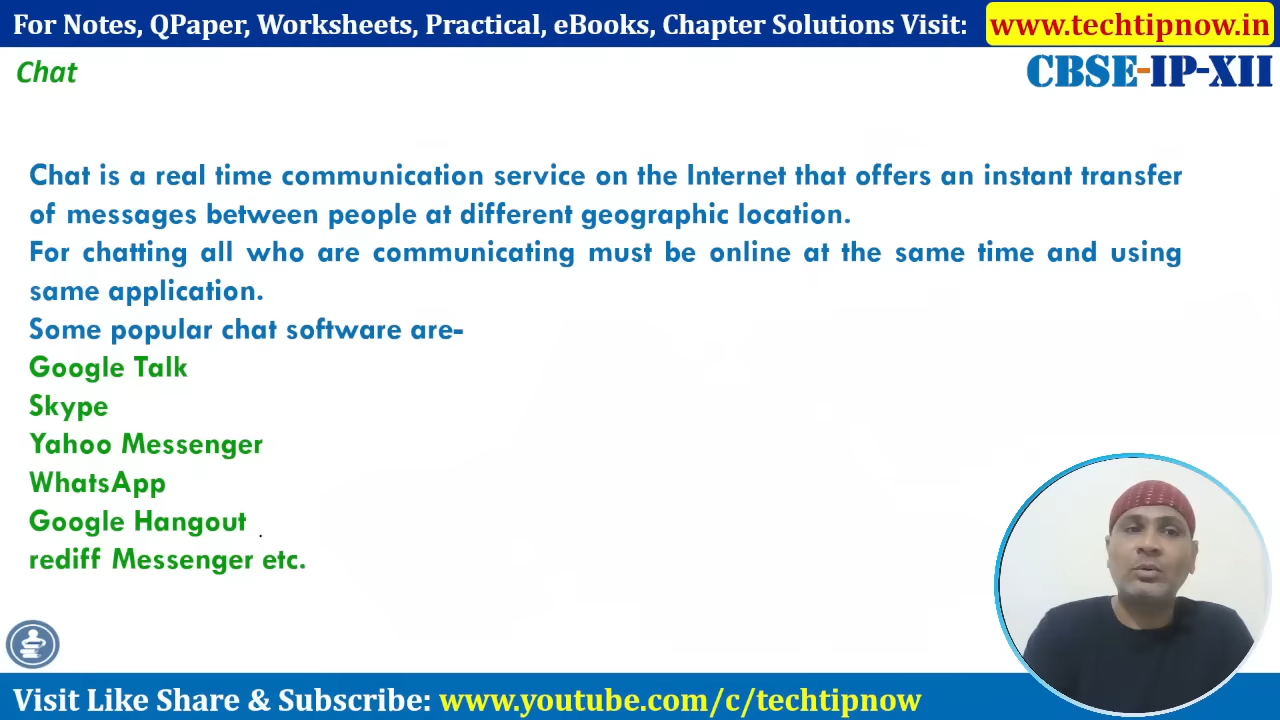 For Notes, QPaper, Worksheets, Practical, eBooks, Chapter Solutions Visit: www.techtipnow.in
Chat
CBSE-IP-XII
Chat is a real time communication service on the Internet that offers an instant transfer
of messages between people at different geographic location.
For chatting all who are communicating must be online at the same time and using
same application.
Some popular chat software are-
Google Talk
Skype
Yahoo Messenger
WhatsApp
Google Hangout
rediff Messenger etc.
Visit Like Share & Subscribe: www.youtube.com/c/techtipnow